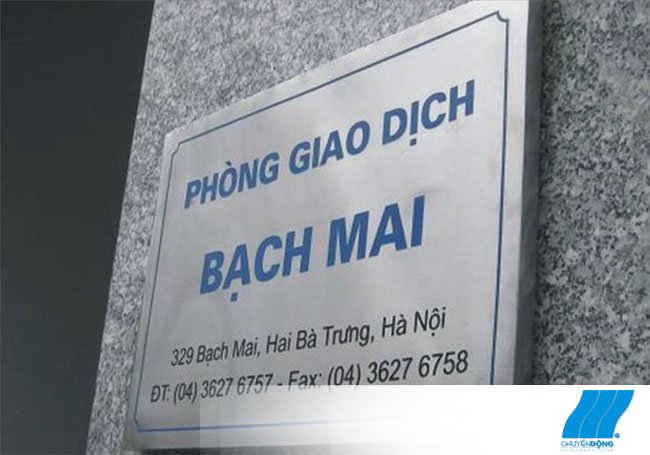 PHÒNG GIAO DỊCH
BẠCH MAI
329 Bạch Mai, Hai Bà Trưng, Hà Nội
ĐT: (04) 3627 6757 - Fax: (04) 3627 6758
CHUYỂNĐỘNG